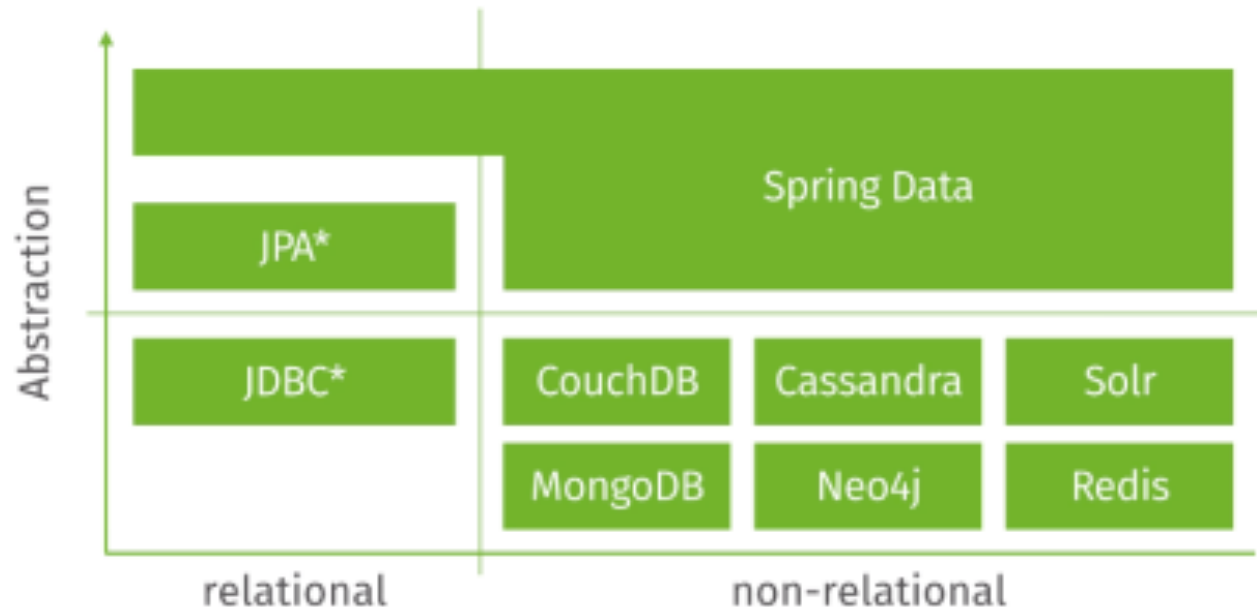 Abstraction
Spring Data
JPA*
JDBC*
CouchDB
Cassandra
Solr
MongoDB
Neo4j
Redis
relational
non-relational